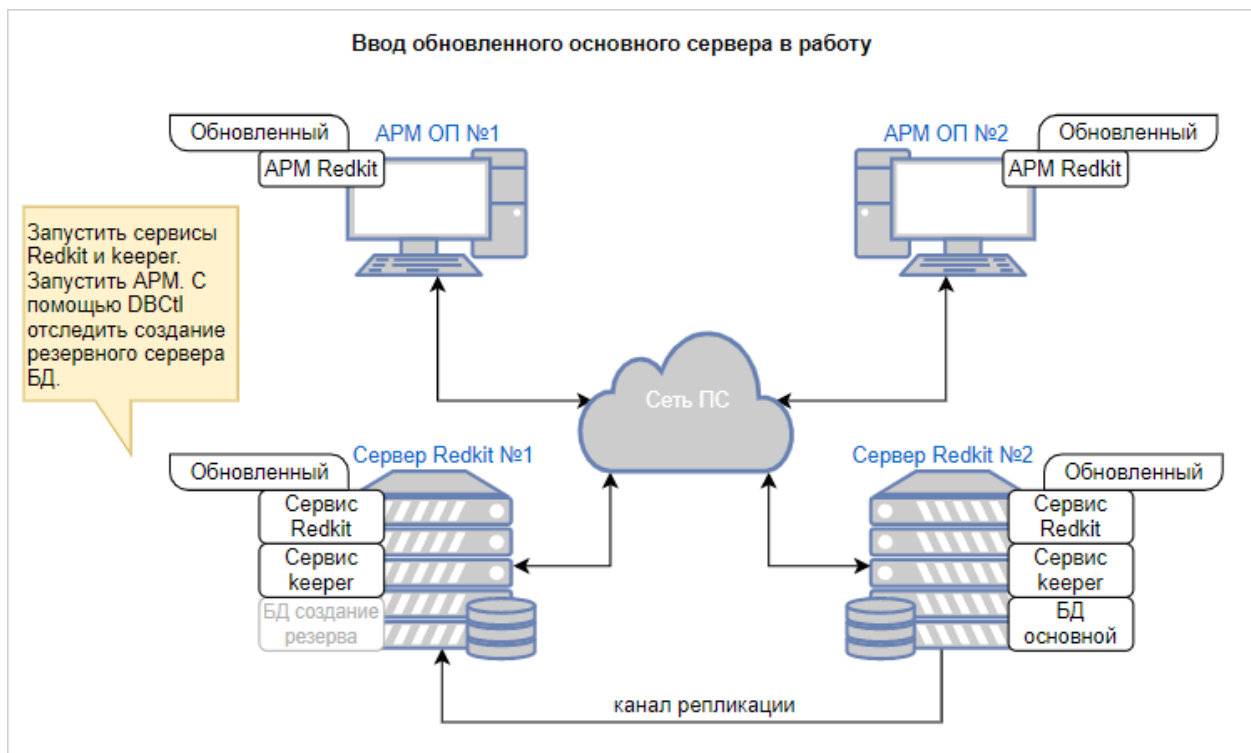 Ввод обновленного основного сервера в работу
Обновленный
АРМ ОП №1
АРМ Redkit
АРМ ОП №2
Обновленный
АРМ Redkit
Запустить сервисы
Redkit и keeper.
Запустить АРМ. С
помощью DBCtl
отследить создание
резервного сервера
БД.
Сеть ПС
Сервер Redkit №1
Обновленный
Сервис
Redkit
Сервис
keeper
БД создание
резерва
Сервер Redkit №2
Обновленный
Сервис
Redkit
Сервис
keeper
БД
основной
канал репликации